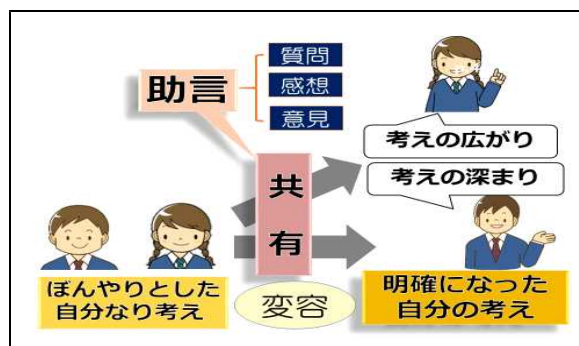 助言
質問
感想
意見
考えの広がり
考えの深まり
共
有
ぼんやりとした
自分なり考え
変容
明確になった
自分の考え